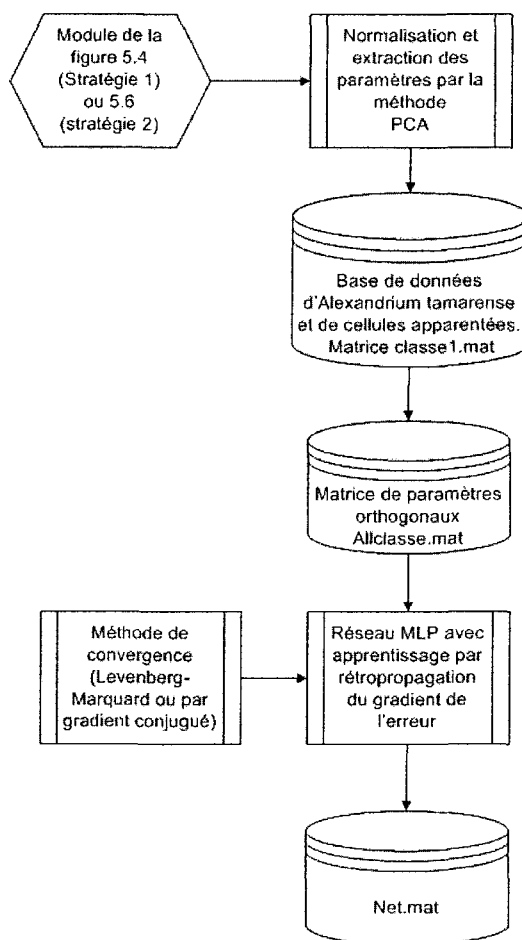 Module de la
figure 5.4
(Stratégie 1)
ou 5.6
(stratégie 2)
Normalisation et
extraction des
paramètres par la
méthode
PCA
Base de données
d'Alexandrium tamarense
et de cellules apparentées.
Matrice classe1.mat
Matrice de paramètres
orthogonaux
Allclasse.mat
Méthode de
convergence
(Levenberg-
Marquard ou par
gradient conjugué)
Réseau MLP avec
apprentissage par
rétropropagation
du gradient de
l'erreur
Net.mat